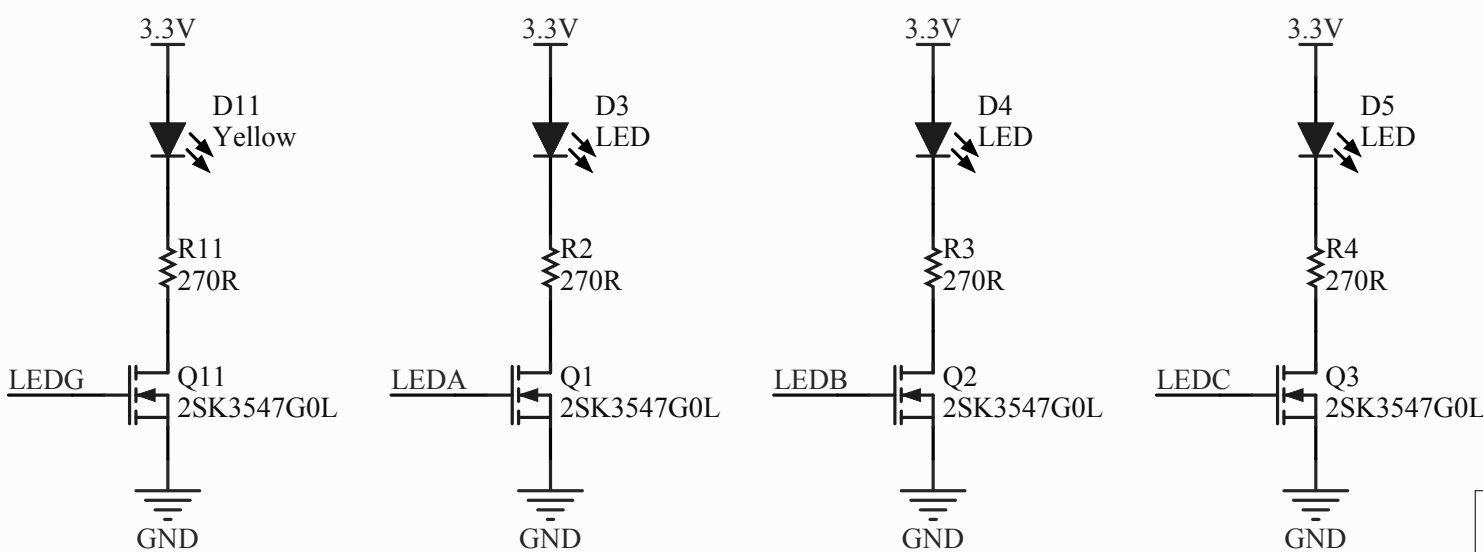 3.3V
D11
Yellow
R11
270R
LEDG
Q11
2SK3547G0L
GND
3.3V
D3
LED
R2
270R
LEDA
Q1
2SK3547G0L
GND
3.3V
D4
LED
R3
270R
LEDB
Q2
2SK3547G0L
GND
3.3V
D5
LED
R4
270R
LEDC
Q3
2SK3547G0L
GND